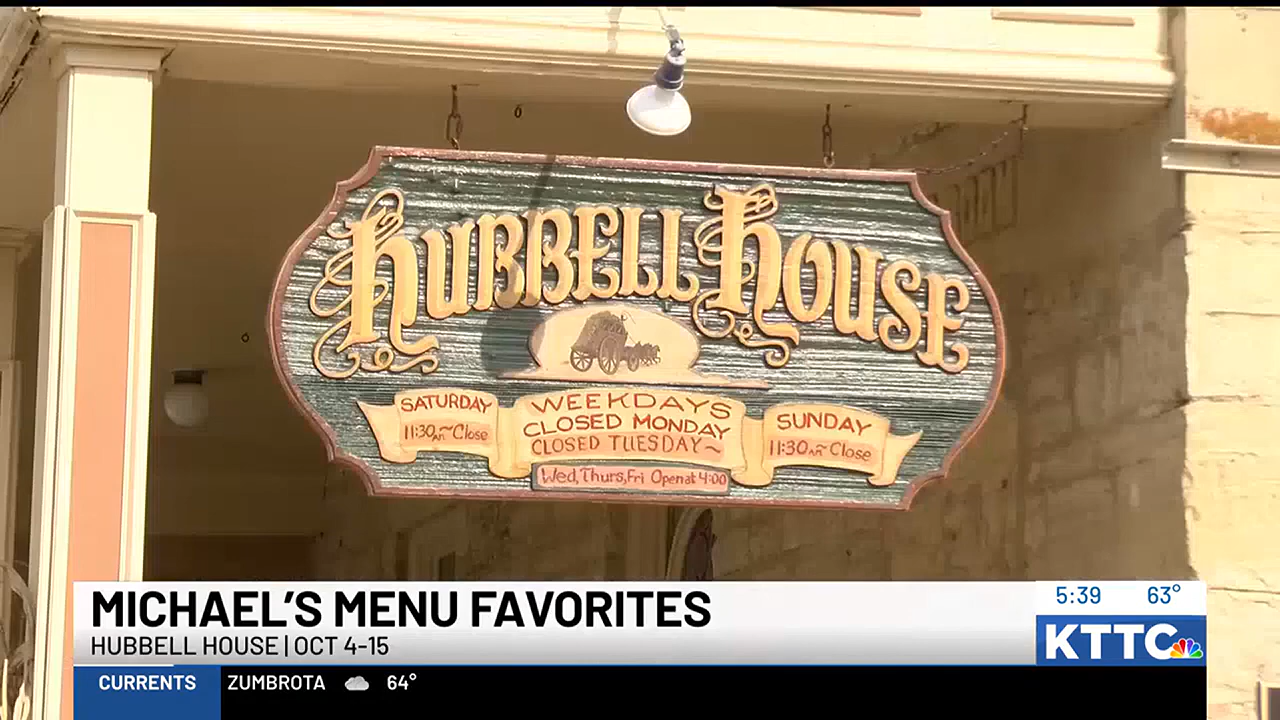 HUBBELL HOUSE
SATURDAY
11:30AM~Close
WEEKDAYS
CLOSED MONDAY
CLOSED TUESDAY~
Wed, Thurs, Fri Open at 4:00
SUNDAY
11:30AM~Close
MICHAEL'S MENU FAVORITES
HUBBELL HOUSE | OCT 4-15
5:39 63°
KTTC
CURRENTS ZUMBROTA 64°